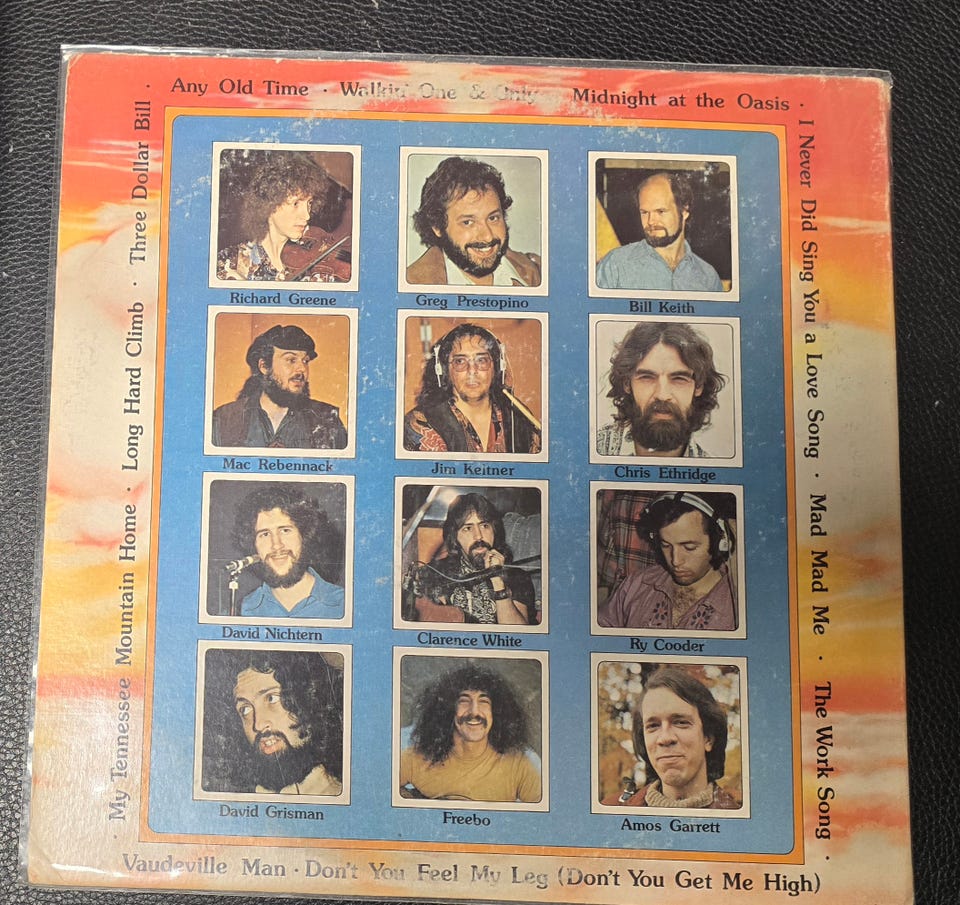 Any Old Time · Walkin' One & Only · Midnight at the Oasis ·
I Never Did Sing You a Love Song · Mad Mad Me · The Work Song ·
Vaudeville Man · Don't You Feel My Leg (Don't You Get Me High)
· My Tennessee Mountain Home · Long Hard Climb · Three Dollar Bill ·
Richard Greene
Greg Prestopino
Bill Keith
Mac Rebennack
Jim Keltner
Chris Ethridge
David Nichtern
Clarence White
Ry Cooder
David Grisman
Freebo
Amos Garrett